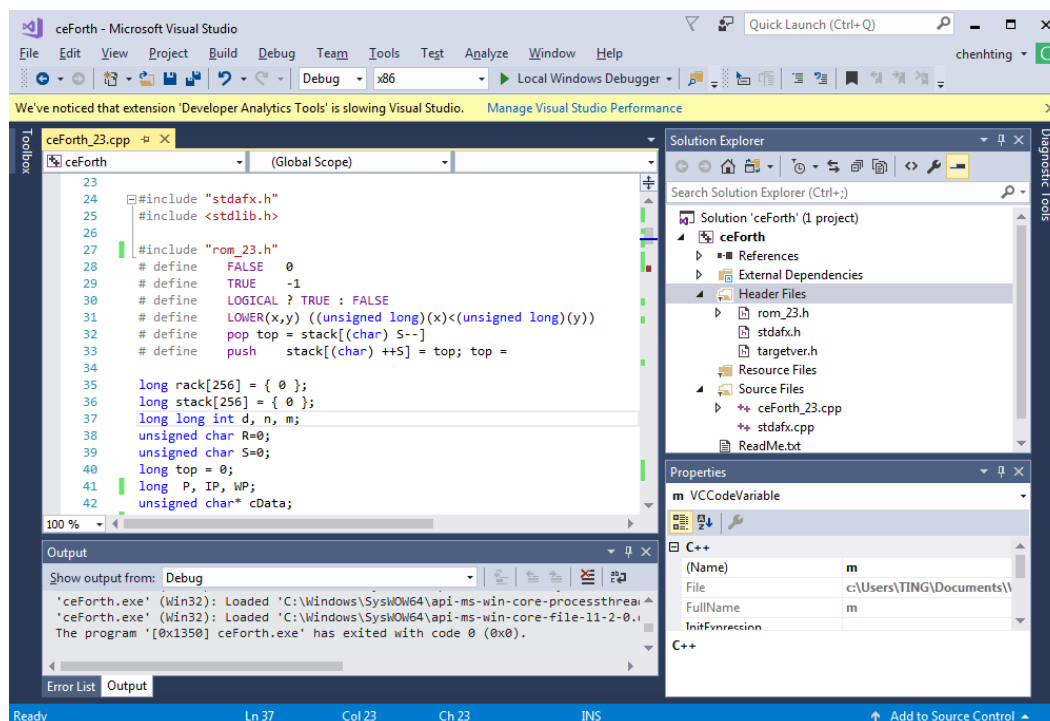 ceForth - Microsoft Visual Studio
Quick Launch (Ctrl+Q)
File Edit View Project Build Debug Team Tools Test Analyze Window Help
chenhting
Debug x86 Local Windows Debugger
We've noticed that extension 'Developer Analytics Tools' is slowing Visual Studio. Manage Visual Studio Performance
Toolbox
ceForth_23.cpp
ceForth (Global Scope)
23
24 #include "stdafx.h"
25 #include <stdlib.h>
26
27 #include "rom_23.h"
28 # define FALSE 0
29 # define TRUE -1
30 # define LOGICAL ? TRUE : FALSE
31 # define LOWER(x,y) ((unsigned long)(x)<(unsigned long)(y))
32 # define pop top = stack[(char) S--]
33 # define push stack[(char) ++S] = top; top =
34
35 long rack[256] = { 0 };
36 long stack[256] = { 0 };
37 long long int d, n, m;
38 unsigned char R=0;
39 unsigned char S=0;
40 long top = 0;
41 long P, IP, WP;
42 unsigned char* cData;
100 %
Output
Show output from: Debug
'ceForth.exe' (Win32): Loaded 'C:\Windows\SysWOW64\api-ms-win-core-processthrea
'ceForth.exe' (Win32): Loaded 'C:\Windows\SysWOW64\api-ms-win-core-file-l1-2-0.
The program '[0x1350] ceForth.exe' has exited with code 0 (0x0).
Error List Output
Solution Explorer
Search Solution Explorer (Ctrl+;)
Solution 'ceForth' (1 project)
ceForth
References
External Dependencies
Header Files
rom_23.h
stdafx.h
targetver.h
Resource Files
Source Files
ceForth_23.cpp
stdafx.cpp
ReadMe.txt
Properties
m VCCodeVariable
C++
(Name) m
File c:\Users\TING\Documents\
FullName m
InitExpression
C++
Diagnostic Tools
Ready Ln 37 Col 23 Ch 23 INS Add to Source Control